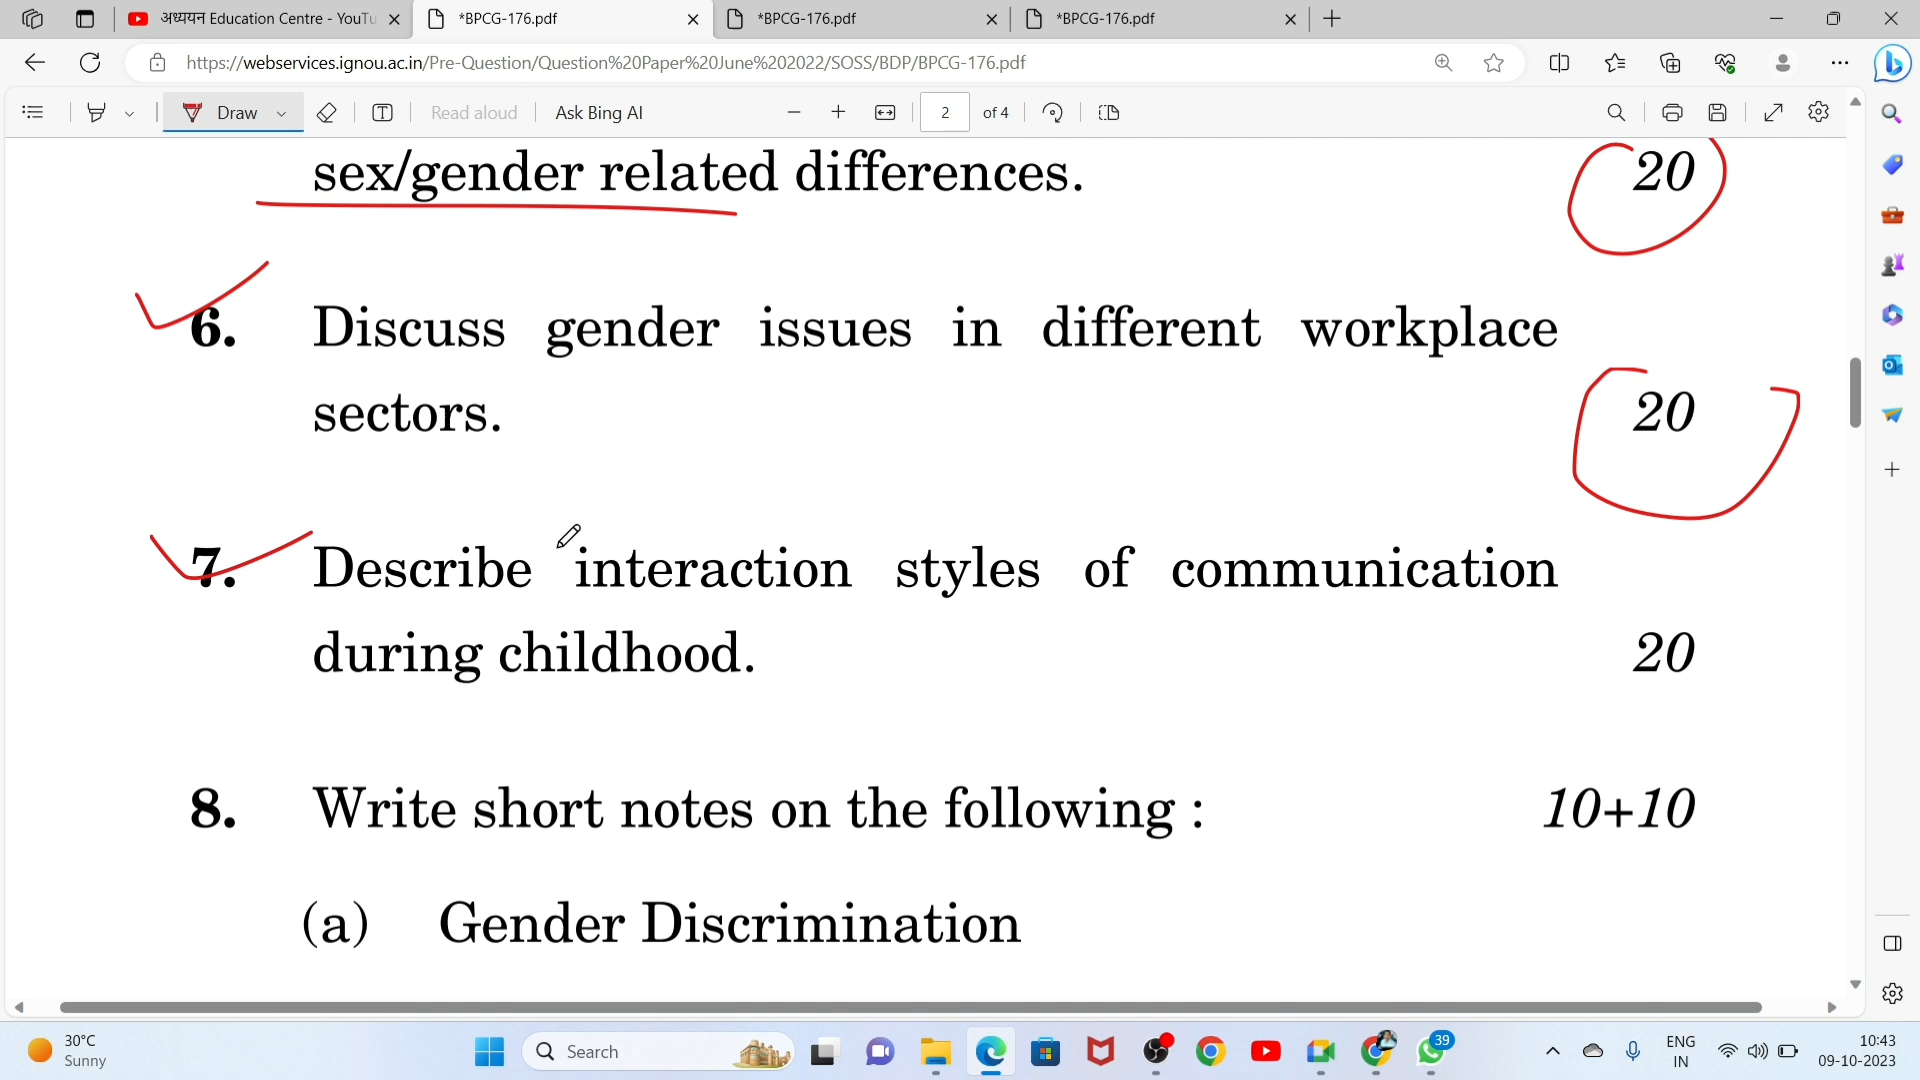 अध्ययन Education Centre - YouTu
*BPCG-176.pdf
*BPCG-176.pdf
*BPCG-176.pdf
https://webservices.ignou.ac.in/Pre-Question/Question%20Paper%20June%202022/SOSS/BDP/BPCG-176.pdf
Draw
Read aloud
Ask Bing AI
2 of 4
sex/gender related differences. 20
6. Discuss gender issues in different workplace
sectors. 20
7. Describe interaction styles of communication
during childhood. 20
8. Write short notes on the following : 10+10
(a) Gender Discrimination
30°C
Sunny
Search
39
ENG
IN
10:43
09-10-2023